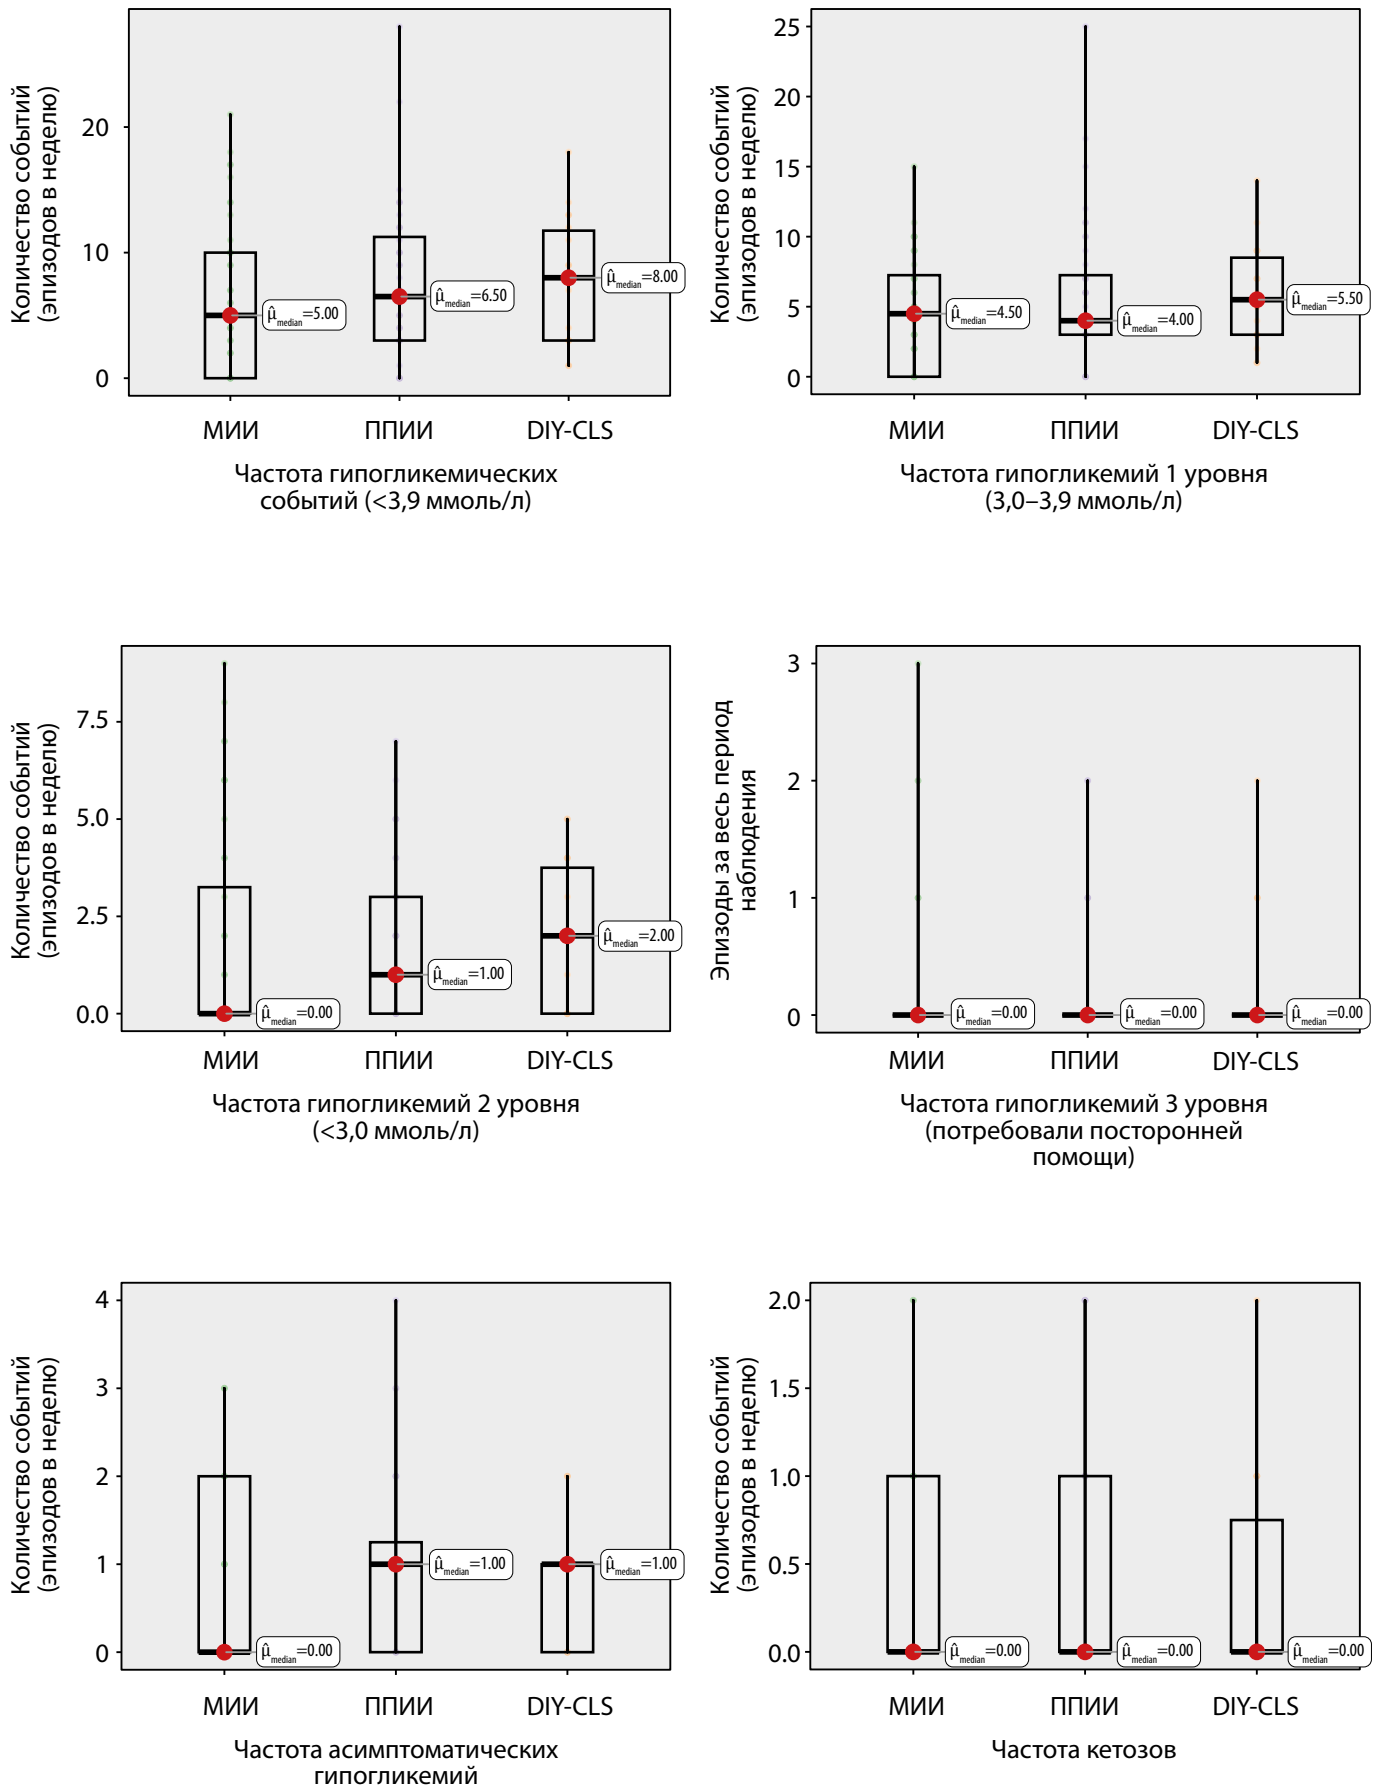 Количество событий
(эпизодов в неделю)
20
10
0
μ̂median=5.00
μ̂median=6.50
μ̂median=8.00
МИИ
ППИИ
DIY-CLS
Частота гипогликемических
событий (<3,9 ммоль/л)
Количество событий
(эпизодов в неделю)
25
20
15
10
5
0
μ̂median=4.50
μ̂median=4.00
μ̂median=5.50
МИИ
ППИИ
DIY-CLS
Частота гипогликемий 1 уровня
(3,0–3,9 ммоль/л)
Количество событий
(эпизодов в неделю)
7.5
5.0
2.5
0.0
μ̂median=0.00
μ̂median=1.00
μ̂median=2.00
МИИ
ППИИ
DIY-CLS
Частота гипогликемий 2 уровня
(<3,0 ммоль/л)
Эпизоды за весь период
наблюдения
3
2
1
0
μ̂median=0.00
μ̂median=0.00
μ̂median=0.00
МИИ
ППИИ
DIY-CLS
Частота гипогликемий 3 уровня
(потребовали посторонней
помощи)
Количество событий
(эпизодов в неделю)
4
3
2
1
0
μ̂median=0.00
μ̂median=1.00
μ̂median=1.00
МИИ
ППИИ
DIY-CLS
Частота асимптоматических
гипогликемий
Количество событий
(эпизодов в неделю)
2.0
1.5
1.0
0.5
0.0
μ̂median=0.00
μ̂median=0.00
μ̂median=0.00
МИИ
ППИИ
DIY-CLS
Частота кетозов